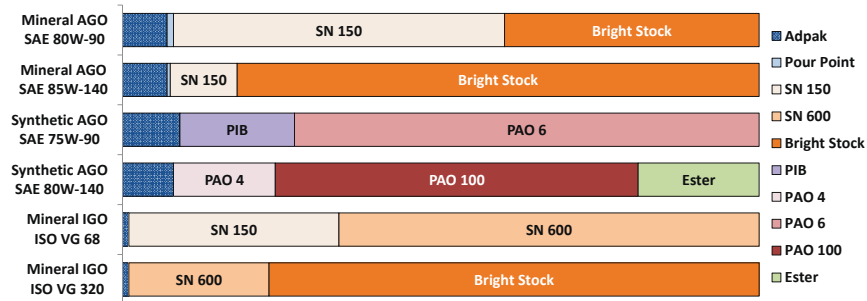 Mineral AGO
SAE 80W-90
SN 150
Bright Stock
Mineral AGO
SAE 85W-140
SN 150
Bright Stock
Synthetic AGO
SAE 75W-90
PIB
PAO 6
Synthetic AGO
SAE 80W-140
PAO 4
PAO 100
Ester
Mineral IGO
ISO VG 68
SN 150
SN 600
Mineral IGO
ISO VG 320
SN 600
Bright Stock
Adpak
Pour Point
SN 150
SN 600
Bright Stock
PIB
PAO 4
PAO 6
PAO 100
Ester